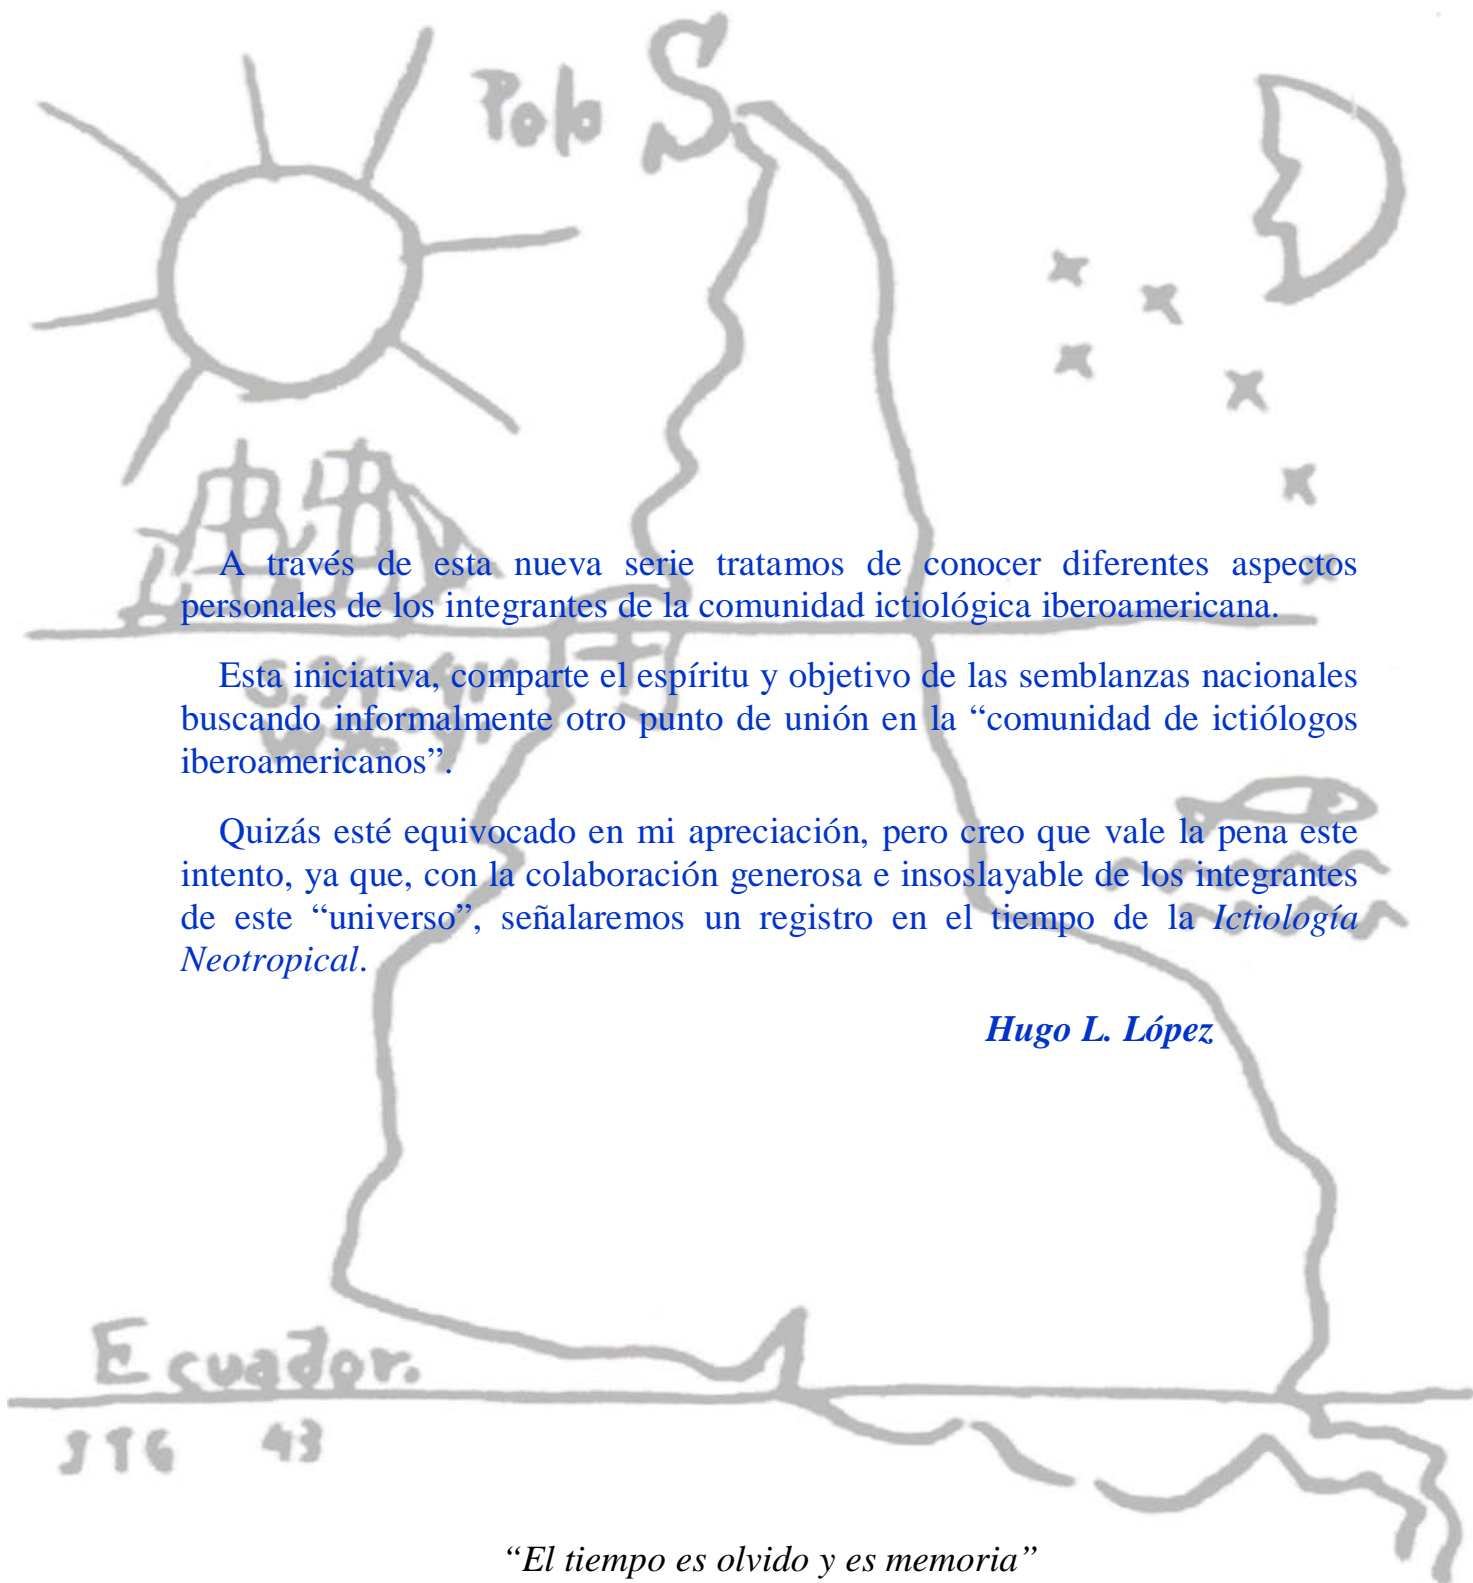 Polo S
A través de esta nueva serie tratamos de conocer diferentes aspectos
personales de los integrantes de la comunidad ictiológica iberoamericana.
Esta iniciativa, comparte el espíritu y objetivo de las semblanzas nacionales
buscando informalmente otro punto de unión en la “comunidad de ictiólogos
iberoamericanos”.
Quizás esté equivocado en mi apreciación, pero creo que vale la pena este
intento, ya que, con la colaboración generosa e insoslayable de los integrantes
de este “universo”, señalaremos un registro en el tiempo de la Ictiología
Neotropical.
Hugo L. López
Ecuador.
JTG 43
“El tiempo es olvido y es memoria”